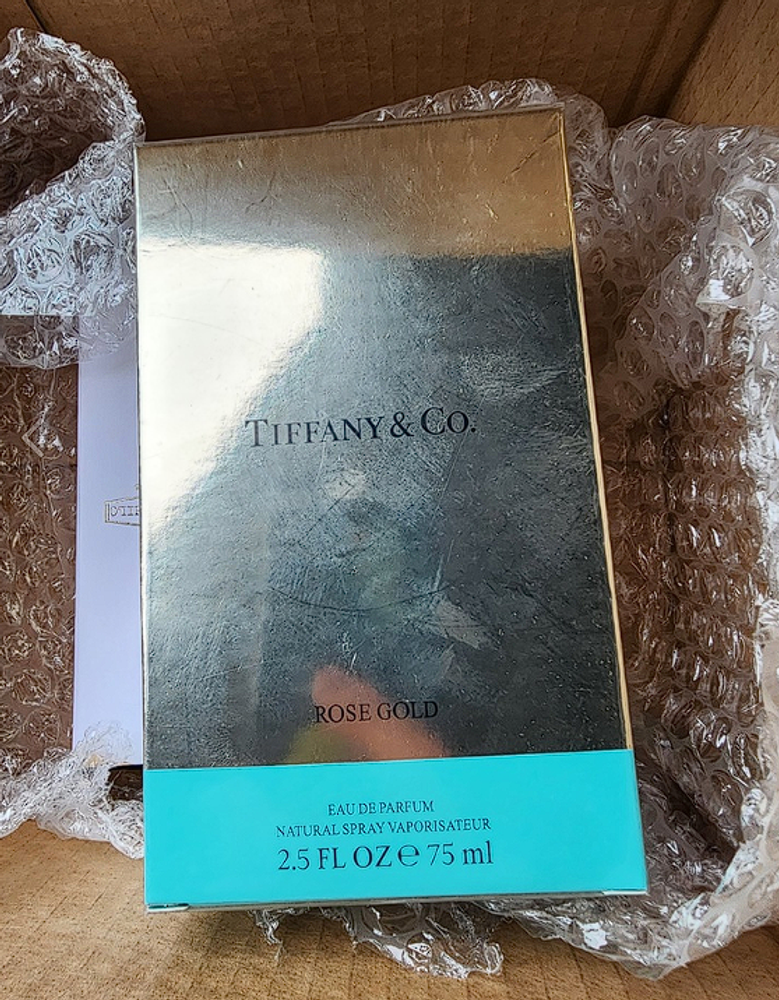 TIFFANY & CO.
ROSE GOLD
EAU DE PARFUM
NATURAL SPRAY VAPORISATEUR
2.5 FL OZ ℮ 75 ml